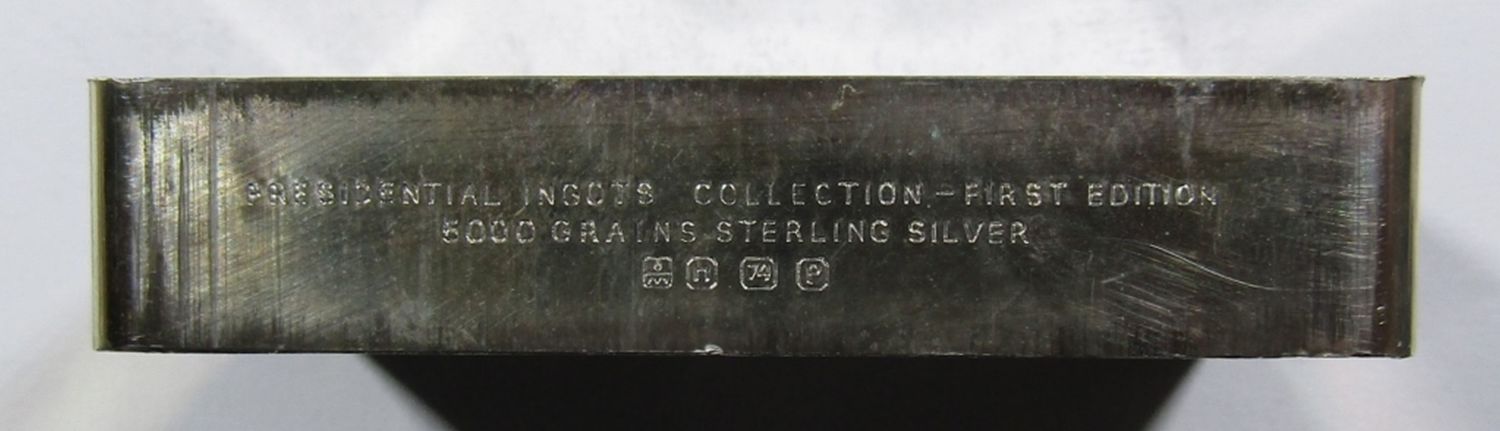 PRESIDENTIAL INGOTS COLLECTION - FIRST EDITION
5000 GRAINS STERLING SILVER
H 74 P